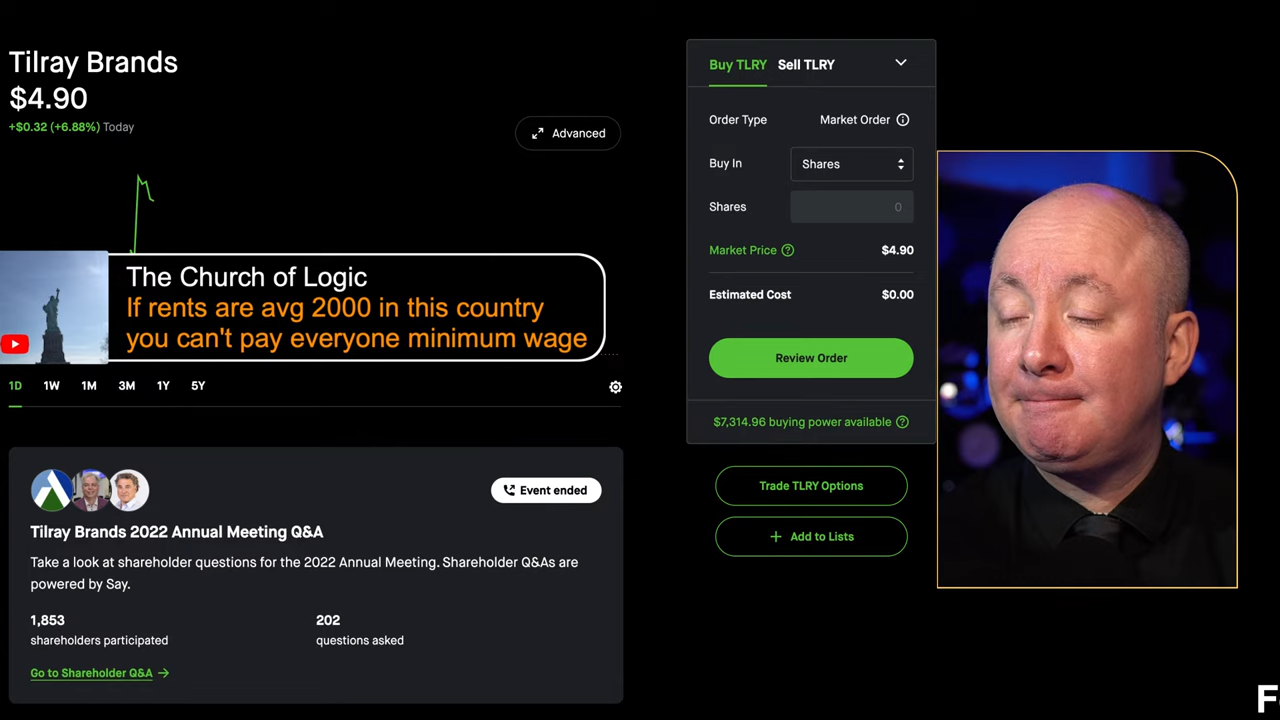 Tilray Brands
$4.90
+$0.32 (+6.88%) Today
Advanced
The Church of Logic
If rents are avg 2000 in this country
you can't pay everyone minimum wage
1D 1W 1M 3M 1Y 5Y
Event ended
Tilray Brands 2022 Annual Meeting Q&A
Take a look at shareholder questions for the 2022 Annual Meeting. Shareholder Q&As are
powered by Say.
1,853 202
shareholders participated questions asked
Go to Shareholder Q&A →
Buy TLRY Sell TLRY
Order Type Market Order
Buy In Shares
Shares 0
Market Price $4.90
Estimated Cost $0.00
Review Order
$7,314.96 buying power available
Trade TLRY Options
+ Add to Lists
F